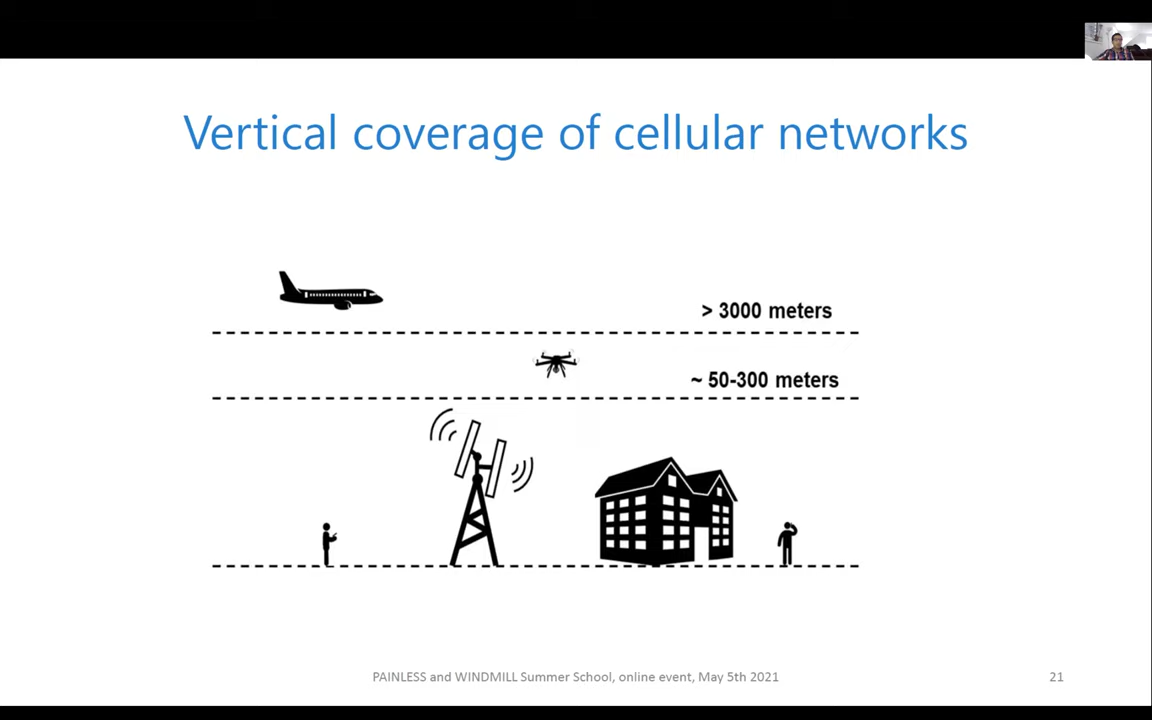 Vertical coverage of cellular networks
> 3000 meters
~ 50-300 meters
PAINLESS and WINDMILL Summer School, online event, May 5th 2021
21